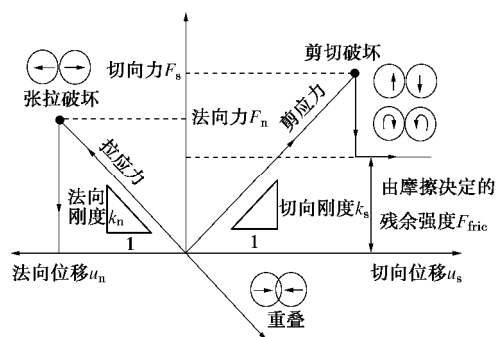 切向力Fs
剪切破坏
张拉破坏
法向力Fn
剪应力
拉应力
法向
刚度kn
1
切向刚度ks
1
由摩擦决定的
残余强度Ffric
法向位移un
切向位移us
重叠